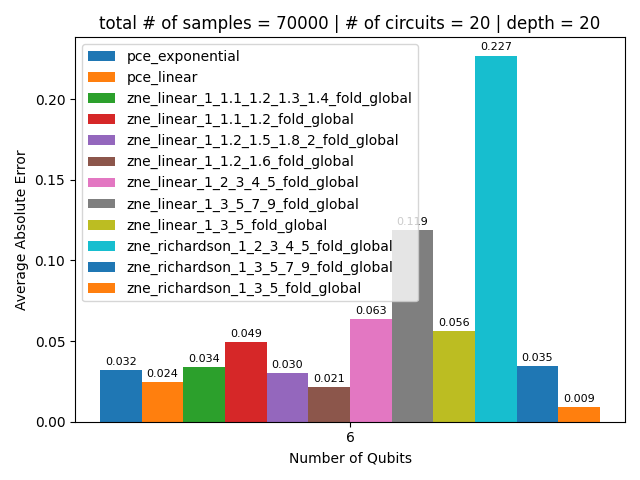 total # of samples = 70000 | # of circuits = 20 | depth = 20
0.227
pce_exponential
pce_linear
zne_linear_1_1.1_1.2_1.3_1.4_fold_global
zne_linear_1_1.1_1.2_fold_global
zne_linear_1_1.2_1.5_1.8_2_fold_global
zne_linear_1_1.2_1.6_fold_global
zne_linear_1_2_3_4_5_fold_global
zne_linear_1_3_5_7_9_fold_global
zne_linear_1_3_5_fold_global
zne_richardson_1_2_3_4_5_fold_global
zne_richardson_1_3_5_7_9_fold_global
zne_richardson_1_3_5_fold_global
0.20
0.15
0.10
0.05
0.00
Average Absolute Error
0.032
0.024
0.034
0.049
0.030
0.021
0.063
0.119
0.056
0.035
0.009
6
Number of Qubits